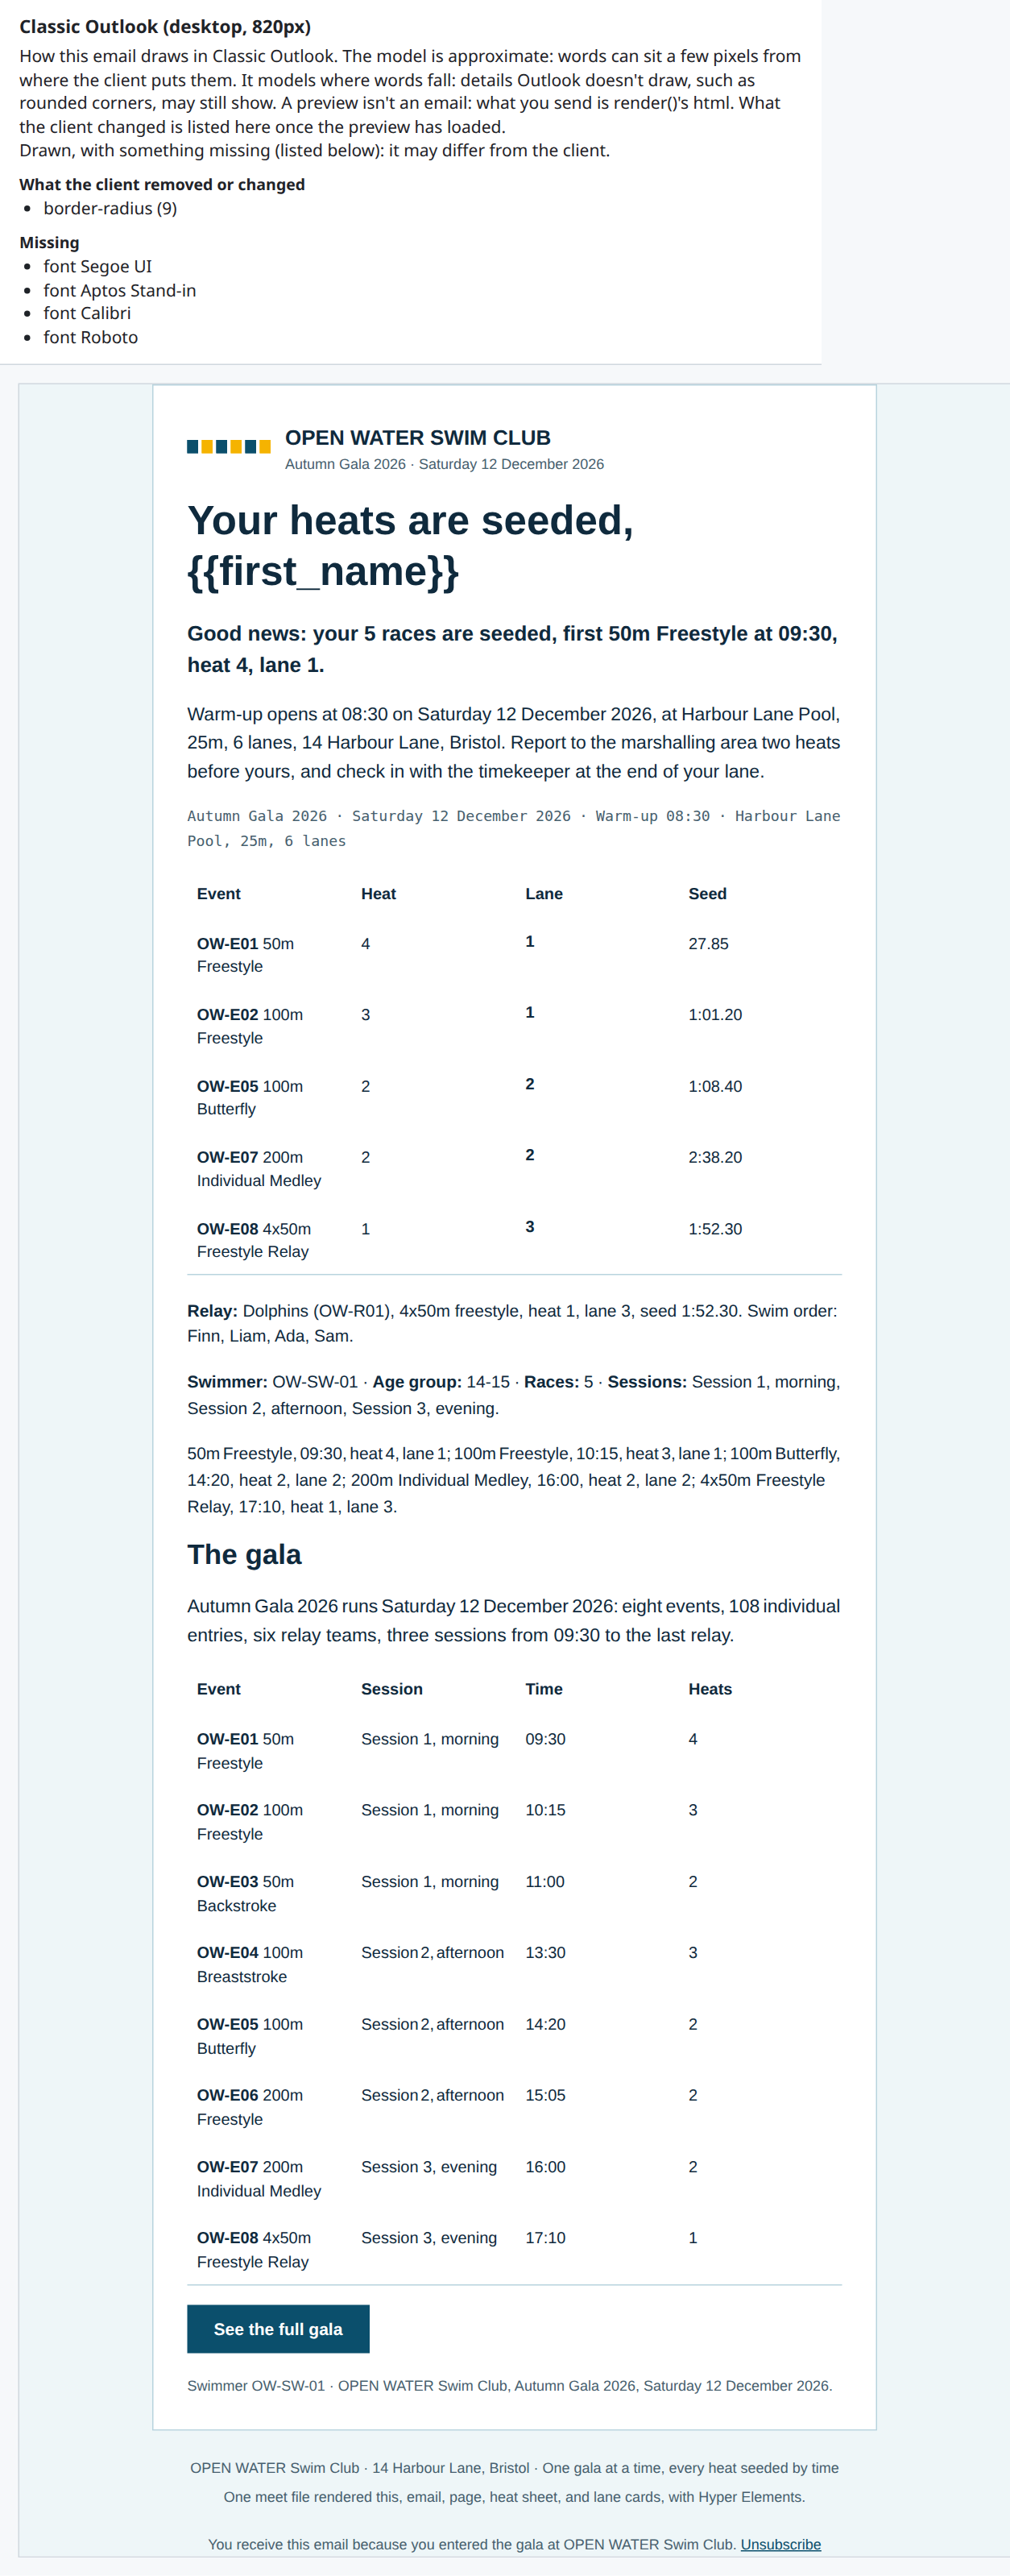 Classic Outlook (desktop, 820px)
How this email draws in Classic Outlook. The model is approximate: words can sit a few pixels from
where the client puts them. It models where words fall: details Outlook doesn't draw, such as
rounded corners, may still show. A preview isn't an email: what you send is render()'s html. What
the client changed is listed here once the preview has loaded.
Drawn, with something missing (listed below): it may differ from the client.
What the client removed or changed
• border-radius (9)
Missing
• font Segoe UI
• font Aptos Stand-in
• font Calibri
• font Roboto
OPEN WATER SWIM CLUB
Autumn Gala 2026 · Saturday 12 December 2026
Your heats are seeded,
{{first_name}}
Good news: your 5 races are seeded, first 50m Freestyle at 09:30,
heat 4, lane 1.
Warm-up opens at 08:30 on Saturday 12 December 2026, at Harbour Lane Pool,
25m, 6 lanes, 14 Harbour Lane, Bristol. Report to the marshalling area two heats
before yours, and check in with the timekeeper at the end of your lane.
Autumn Gala 2026 · Saturday 12 December 2026 · Warm-up 08:30 · Harbour Lane
Pool, 25m, 6 lanes
Event Heat Lane Seed
OW-E01 50m 4 1 27.85
Freestyle
OW-E02 100m 3 1 1:01.20
Freestyle
OW-E05 100m 2 2 1:08.40
Butterfly
OW-E07 200m 2 2 2:38.20
Individual Medley
OW-E08 4x50m 1 3 1:52.30
Freestyle Relay
Relay: Dolphins (OW-R01), 4x50m freestyle, heat 1, lane 3, seed 1:52.30. Swim order:
Finn, Liam, Ada, Sam.
Swimmer: OW-SW-01 · Age group: 14-15 · Races: 5 · Sessions: Session 1, morning,
Session 2, afternoon, Session 3, evening.
50m Freestyle, 09:30, heat 4, lane 1; 100m Freestyle, 10:15, heat 3, lane 1; 100m Butterfly,
14:20, heat 2, lane 2; 200m Individual Medley, 16:00, heat 2, lane 2; 4x50m Freestyle
Relay, 17:10, heat 1, lane 3.
The gala
Autumn Gala 2026 runs Saturday 12 December 2026: eight events, 108 individual
entries, six relay teams, three sessions from 09:30 to the last relay.
Event Session Time Heats
OW-E01 50m Session 1, morning 09:30 4
Freestyle
OW-E02 100m Session 1, morning 10:15 3
Freestyle
OW-E03 50m Session 1, morning 11:00 2
Backstroke
OW-E04 100m Session 2, afternoon 13:30 3
Breaststroke
OW-E05 100m Session 2, afternoon 14:20 2
Butterfly
OW-E06 200m Session 2, afternoon 15:05 2
Freestyle
OW-E07 200m Session 3, evening 16:00 2
Individual Medley
OW-E08 4x50m Session 3, evening 17:10 1
Freestyle Relay
See the full gala
Swimmer OW-SW-01 · OPEN WATER Swim Club, Autumn Gala 2026, Saturday 12 December 2026.
OPEN WATER Swim Club · 14 Harbour Lane, Bristol · One gala at a time, every heat seeded by time
One meet file rendered this, email, page, heat sheet, and lane cards, with Hyper Elements.
You receive this email because you entered the gala at OPEN WATER Swim Club. Unsubscribe